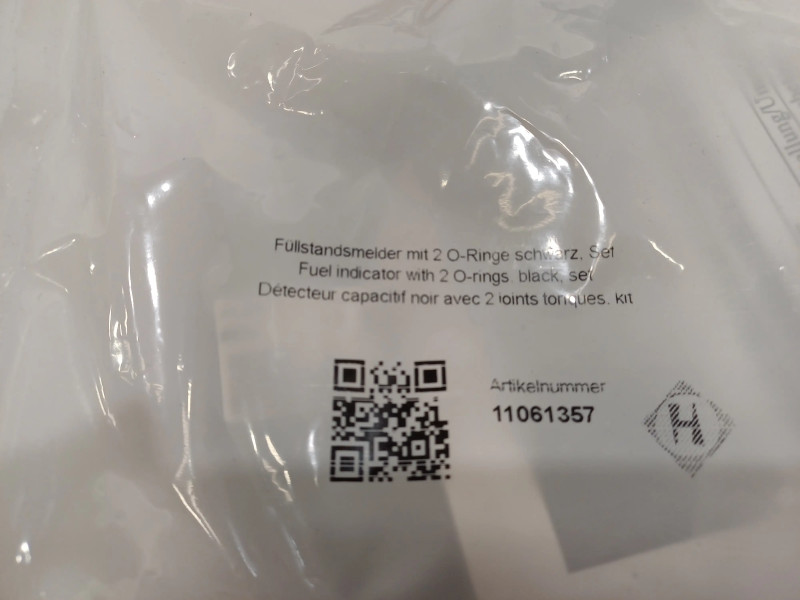 Füllstandsmelder mit 2 O-Ringe schwarz, Set
Fuel indicator with 2 O-rings, black, set
Détecteur capacitif noir avec 2 joints toriques, kit
Artikelnummer
11061357
H